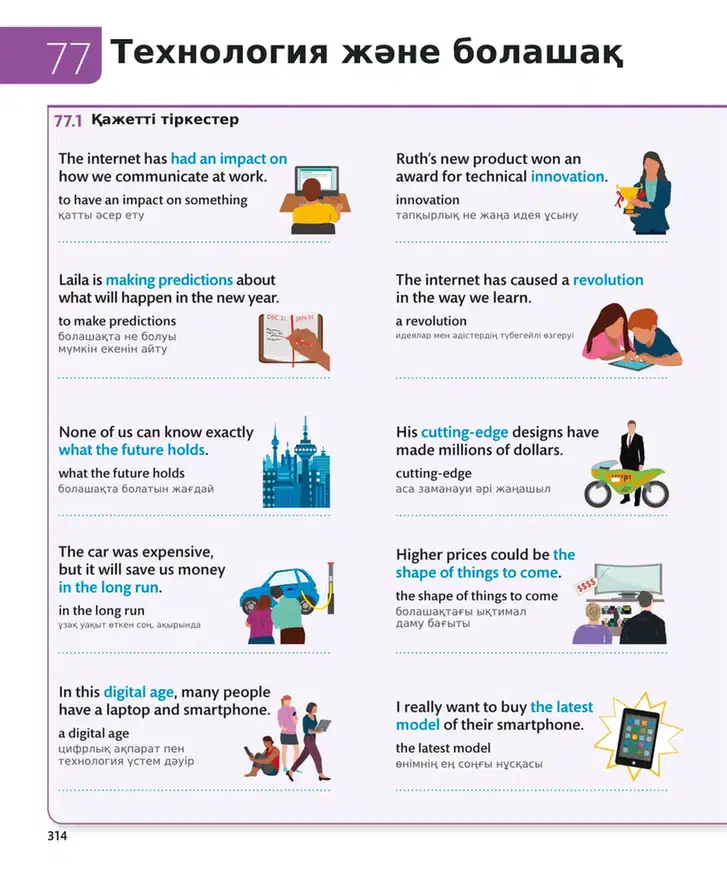 77
Технология және болашақ
77.1 Қажетті тіркестер
The internet has had an impact on
how we communicate at work.
to have an impact on something
қатты әсер ету
Laila is making predictions about
what will happen in the new year.
to make predictions
болашақта не болуы
мүмкін екенін айту
DEC 31 JAN 01
None of us can know exactly
what the future holds.
what the future holds
болашақта болатын жағдай
The car was expensive,
but it will save us money
in the long run.
in the long run
ұзақ уақыт өткен соң, ақырында
In this digital age, many people
have a laptop and smartphone.
a digital age
цифрлық ақпарат пен
технология үстем дәуір
Ruth's new product won an
award for technical innovation.
innovation
тапқырлық не жаңа идея ұсыну
The internet has caused a revolution
in the way we learn.
a revolution
идеялар мен әдістердің түбегейлі өзгеруі
His cutting-edge designs have
made millions of dollars.
cutting-edge
аса заманауи әрі жаңашыл
Higher prices could be the
shape of things to come.
the shape of things to come
болашақтағы ықтимал
даму бағыты
$$$$
I really want to buy the latest
model of their smartphone.
the latest model
өнімнің ең соңғы нұсқасы
314